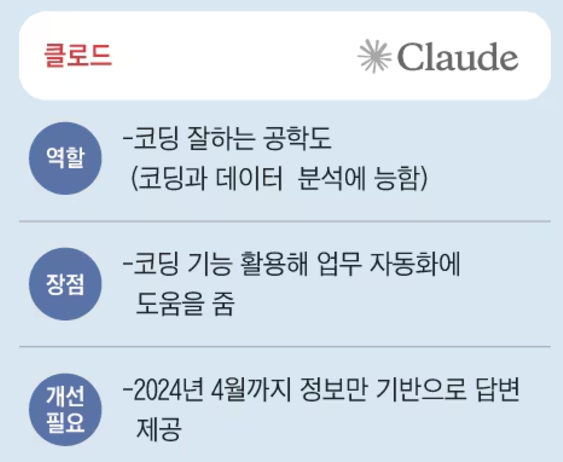 클로드 Claude
역할
-코딩 잘하는 공학도
(코딩과 데이터 분석에 능함)
장점
-코딩 기능 활용해 업무 자동화에
도움을 줌
개선
필요
-2024년 4월까지 정보만 기반으로 답변
제공